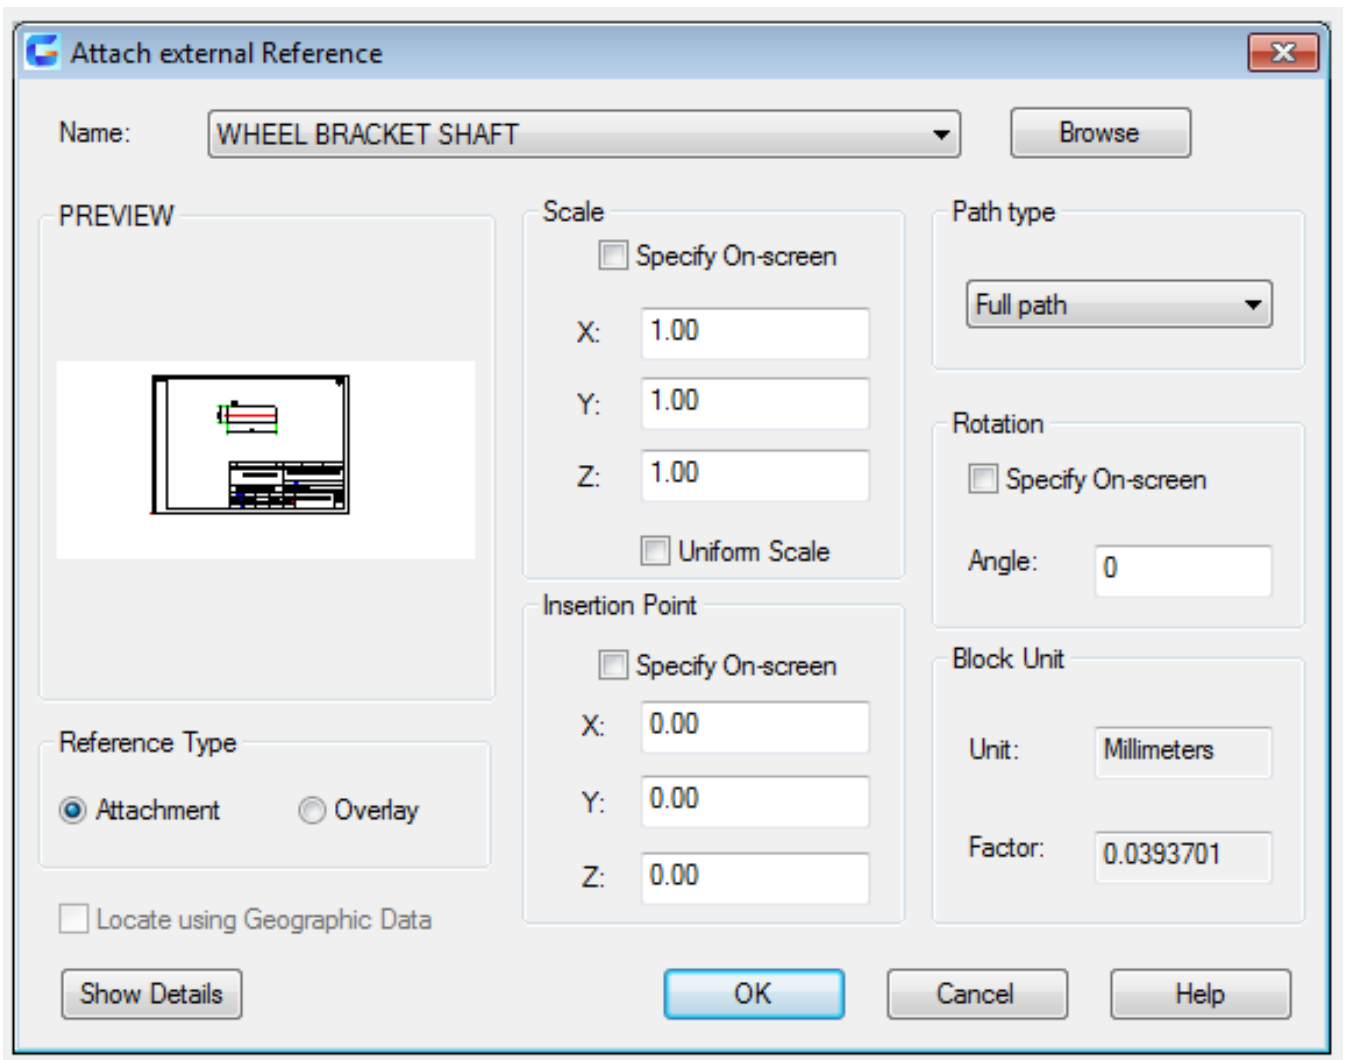 Attach external Reference
Name: WHEEL BRACKET SHAFT Browse
PREVIEW
Reference Type
Attachment Overlay
Locate using Geographic Data
Show Details
Scale
Specify On-screen
X: 1.00
Y: 1.00
Z: 1.00
Uniform Scale
Insertion Point
Specify On-screen
X: 0.00
Y: 0.00
Z: 0.00
Path type
Full path
Rotation
Specify On-screen
Angle: 0
Block Unit
Unit: Millimeters
Factor: 0.0393701
OK Cancel Help